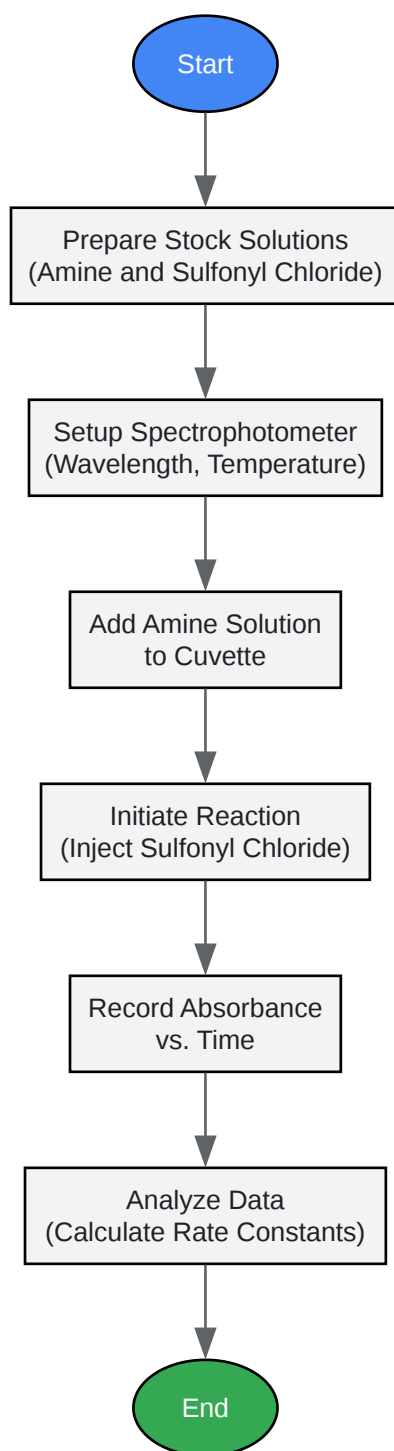 Start
Prepare Stock Solutions
(Amine and Sulfonyl Chloride)
Setup Spectrophotometer
(Wavelength, Temperature)
Add Amine Solution
to Cuvette
Initiate Reaction
(Inject Sulfonyl Chloride)
Record Absorbance
vs. Time
Analyze Data
(Calculate Rate Constants)
End